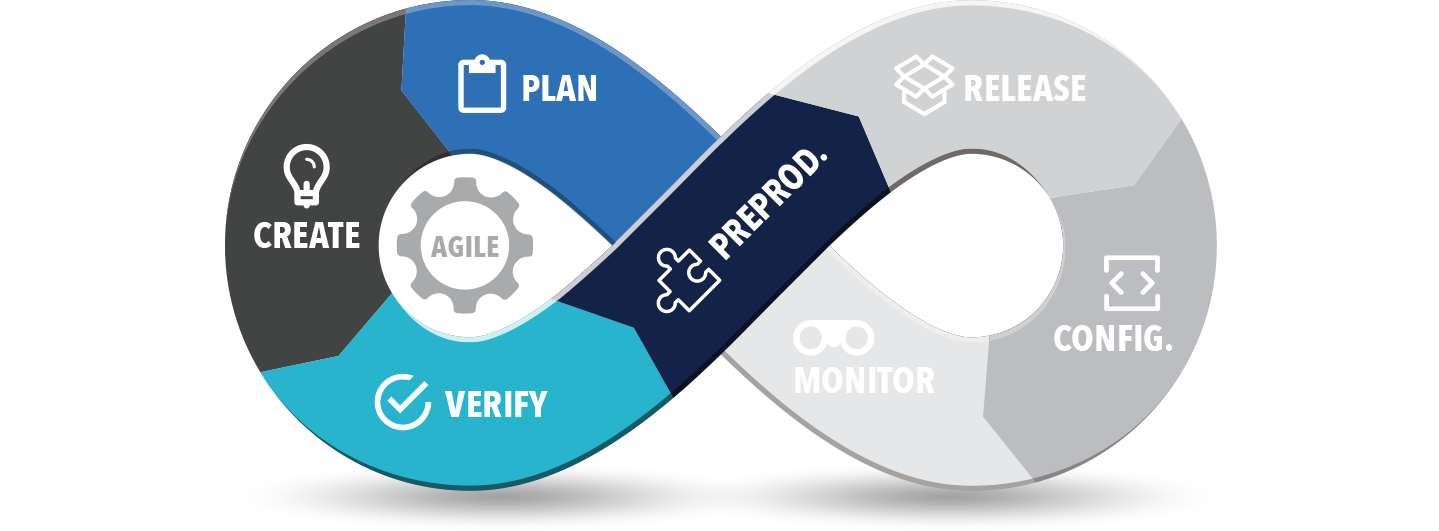 PLAN
RELEASE
CREATE
AGILE
PREPROD.
CONFIG.
MONITOR
VERIFY